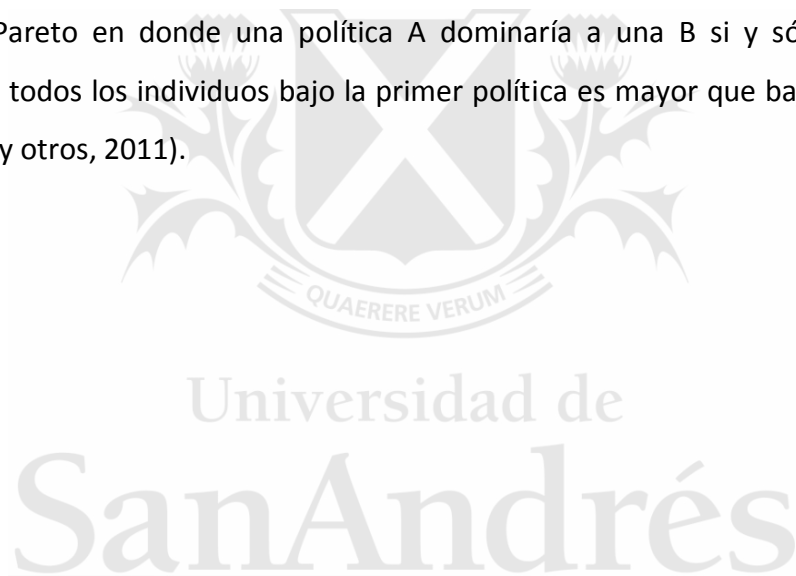 Pareto en donde una política A dominaría a una B si y só
todos los individuos bajo la primer política es mayor que ba
y otros, 2011).
QUAERERE VERUM
Universidad de
SanAndrés